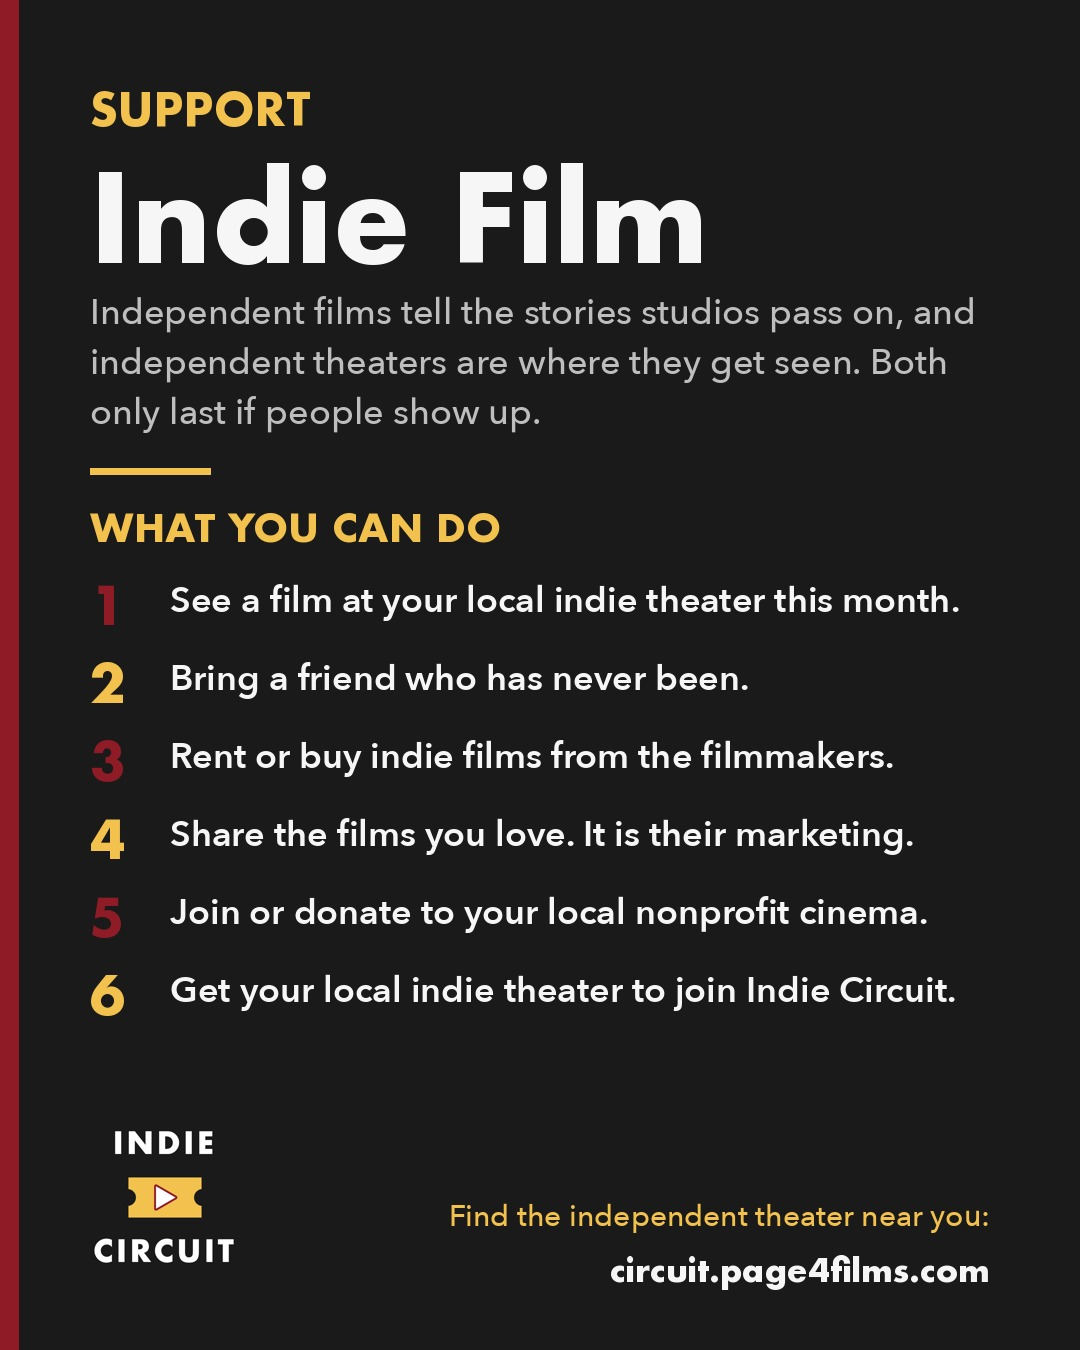 SUPPORT
Indie Film
Independent films tell the stories studios pass on, and
independent theaters are where they get seen. Both
only last if people show up.
WHAT YOU CAN DO
1 See a film at your local indie theater this month.
2 Bring a friend who has never been.
3 Rent or buy indie films from the filmmakers.
4 Share the films you love. It is their marketing.
5 Join or donate to your local nonprofit cinema.
6 Get your local indie theater to join Indie Circuit.
INDIE
CIRCUIT
Find the independent theater near you:
circuit.page4films.com